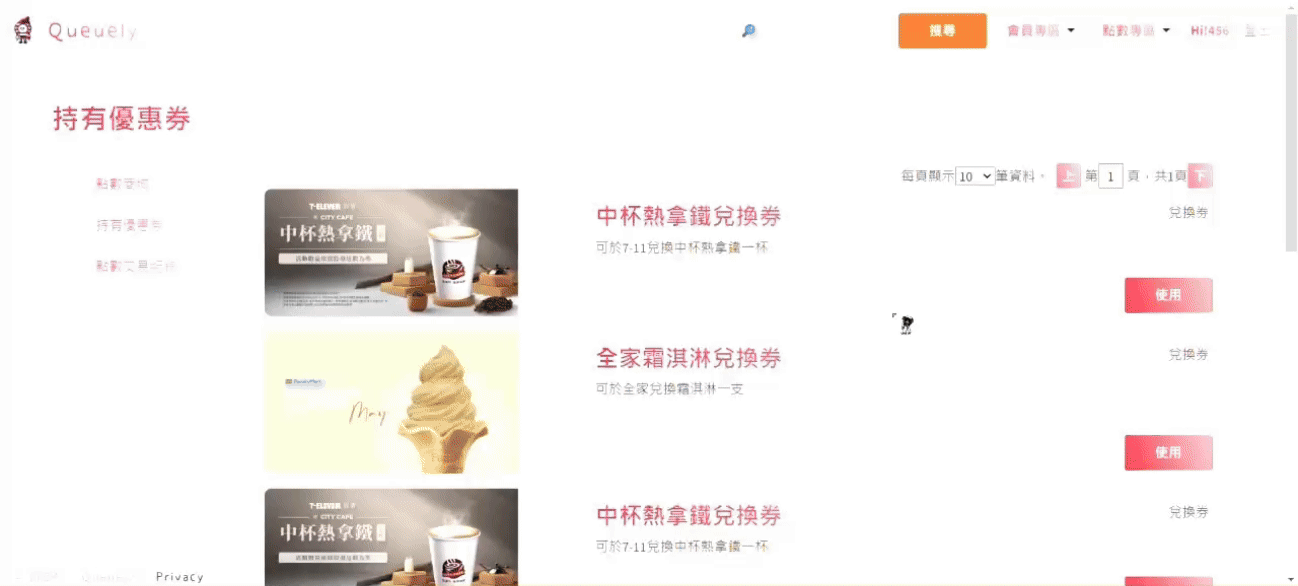 Queuely
搜尋
會員專區
點數專區
Hi!456
持有優惠券
點數商城
持有優惠券
點數交易紀錄
每頁顯示 10 筆資料。 上 第 1 頁，共1頁 下
7-ELEVEN
CITY CAFE
中杯熱拿鐵
中杯熱拿鐵兌換券
可於7-11兌換中杯熱拿鐵一杯
兌換券
使用
FamilyMart
May
全家霜淇淋兌換券
可於全家兌換霜淇淋一支
兌換券
使用
7-ELEVEN
CITY CAFE
中杯熱拿鐵
中杯熱拿鐵兌換券
可於7-11兌換中杯熱拿鐵一杯
兌換券
Privacy